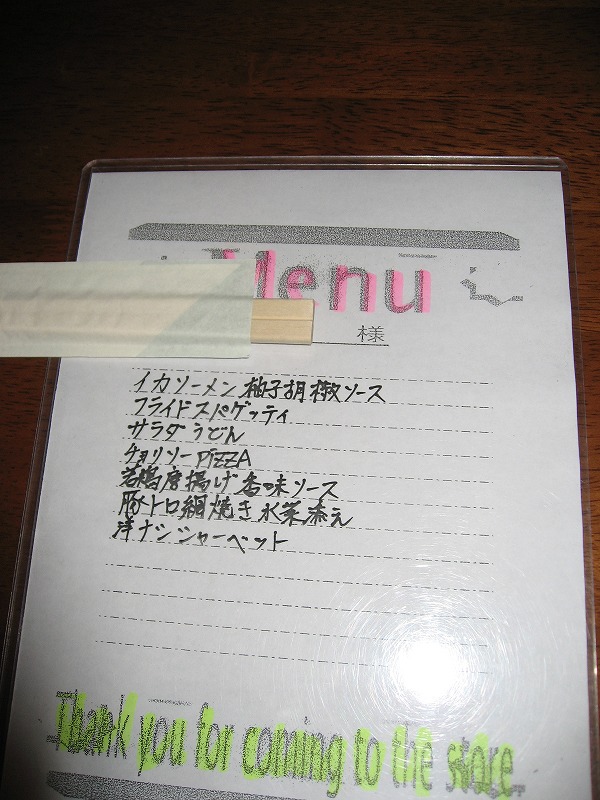 Menu
様
イカソーメン 柚子胡椒ソース
フライドスパゲッティ
サラダうどん
チョリソーPIZZA
若鶏唐揚げ香味ソース
豚トロ網焼き 水菜添え
洋ナシシャーベット
Thank you for coming to the store.